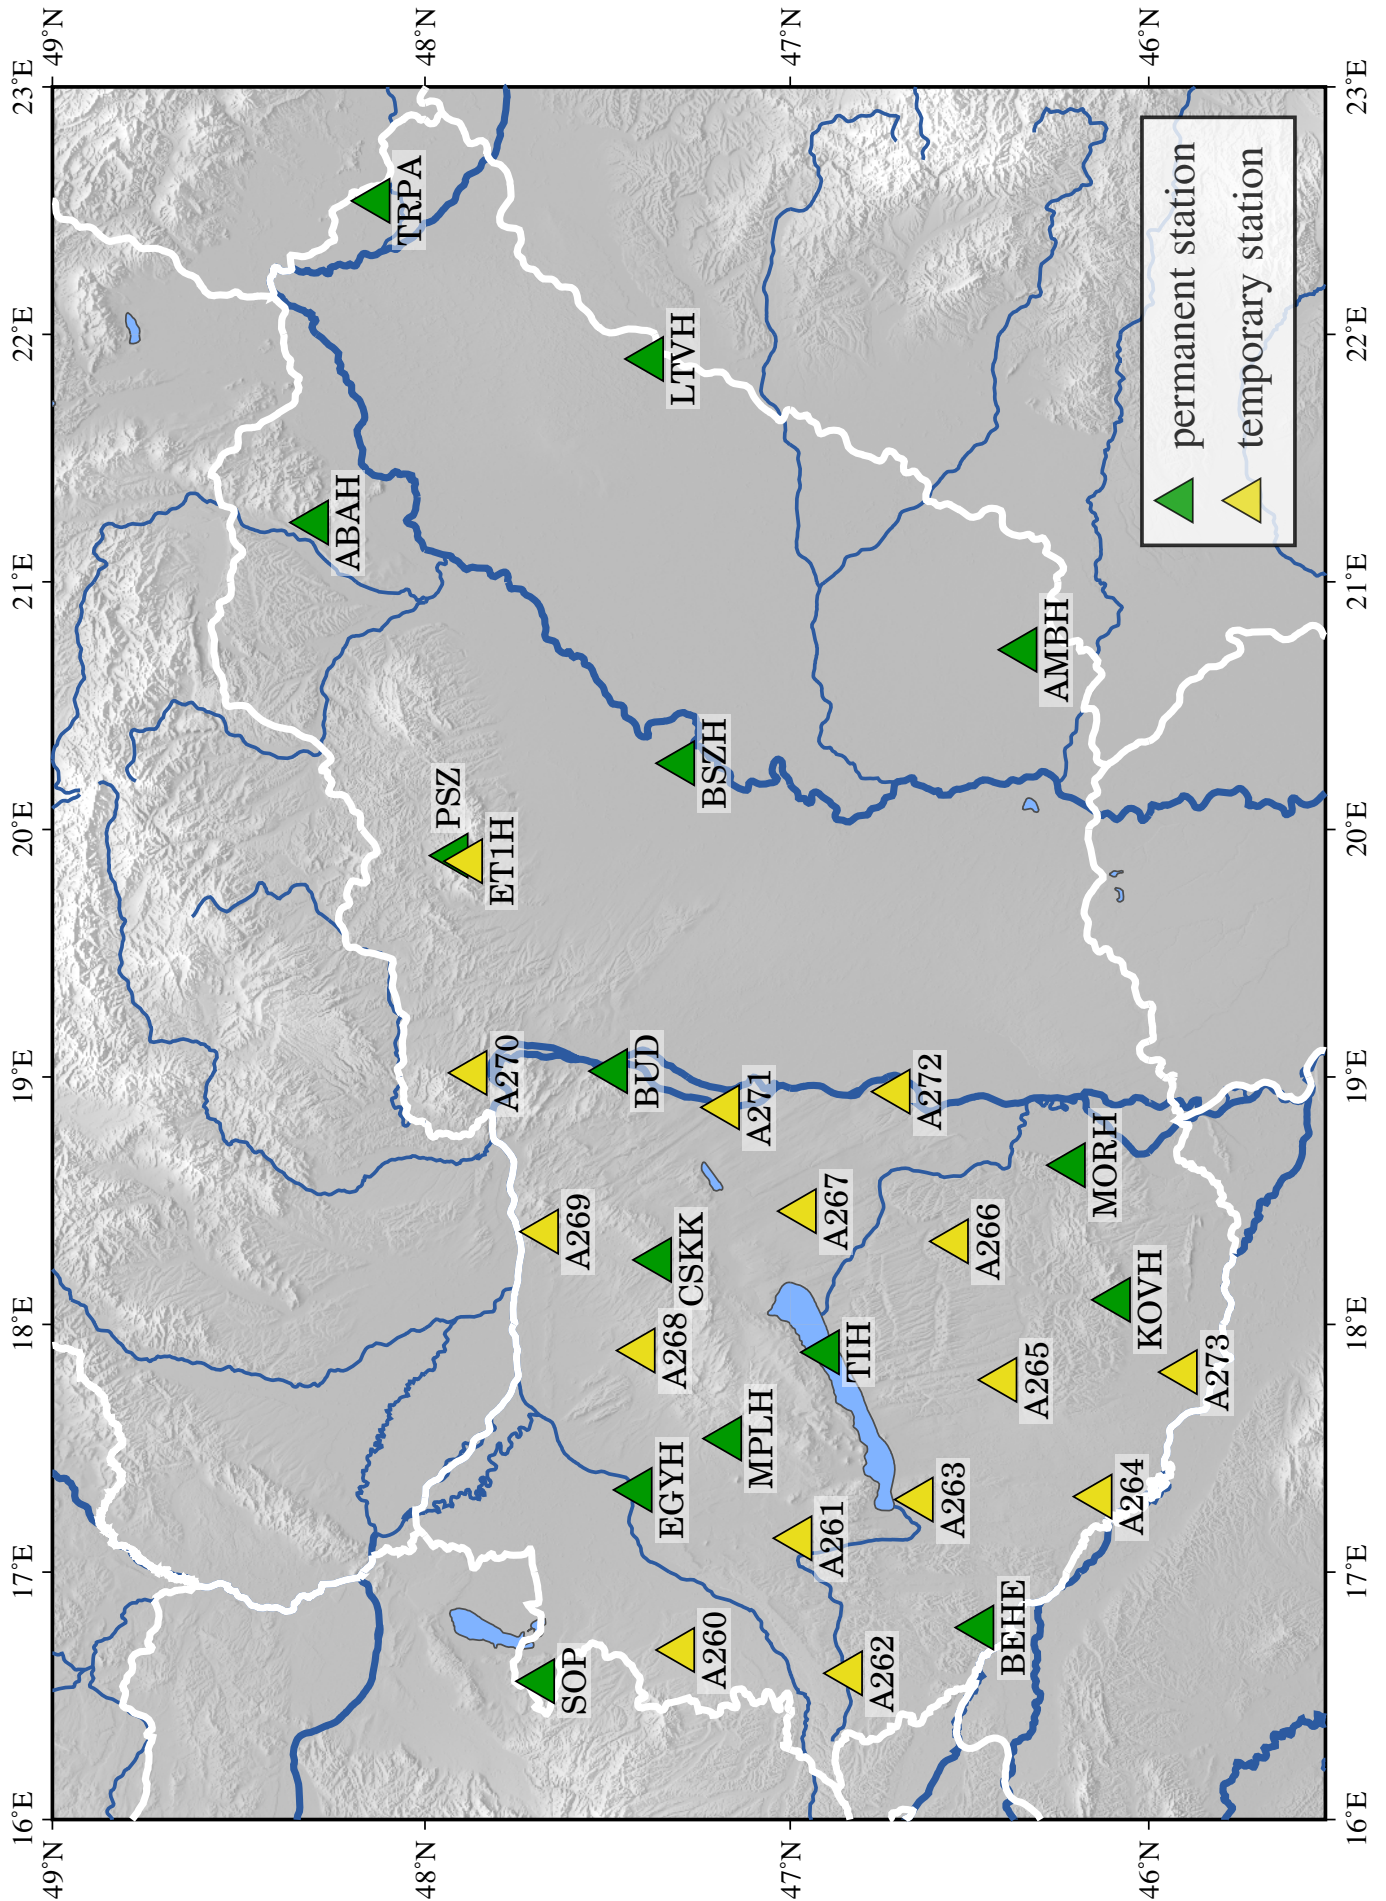 16˚E
17˚E
18˚E
19˚E
20˚E
21˚E
22˚E
23˚E
49˚N
49˚N
TRPA
ABAH
48˚N
48˚N
PSZ
ET1H
A270
SOP
A269
LTVH
BUD
EGYH
A268
CSKK
BSZH
A260
MPLH
A271
47˚N
47˚N
A261
A267
TIH
A262
A263
A272
BEHE
A266
A265
AMBH
MORH
A264
KOVH
46˚N
46˚N
A273
permanent station
temporary station
16˚E
17˚E
18˚E
19˚E
20˚E
21˚E
22˚E
23˚E